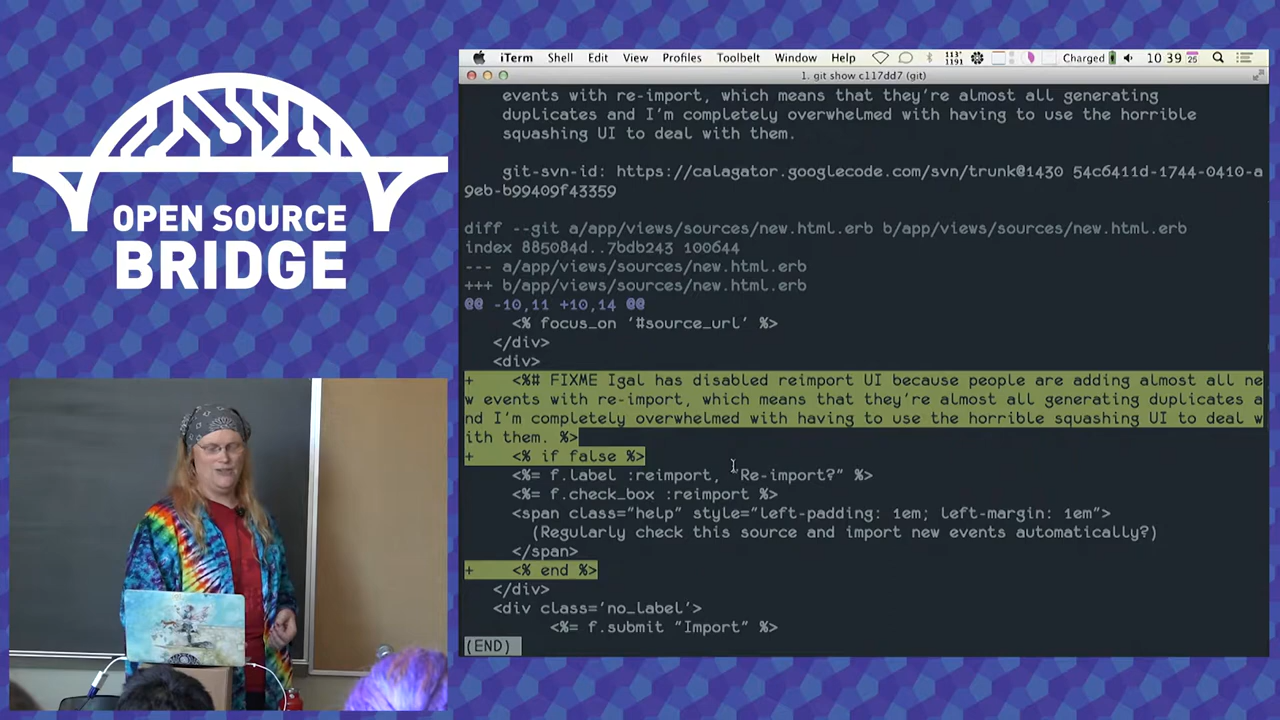 OPEN SOURCE
BRIDGE
iTerm Shell Edit View Profiles Toolbelt Window Help 113° 1191 Charged 10 39 25
1. git show c117dd7 (git)
events with re-import, which means that they're almost all generating
duplicates and I'm completely overwhelmed with having to use the horrible
squashing UI to deal with them.
git-svn-id: https://calagator.googlecode.com/svn/trunk@1430 54c6411d-1744-0410-a
9eb-b99409f43359
diff --git a/app/views/sources/new.html.erb b/app/views/sources/new.html.erb
index 885084d..7bdb243 100644
--- a/app/views/sources/new.html.erb
+++ b/app/views/sources/new.html.erb
@@ -10,11 +10,14 @@
<% focus_on '#source_url' %>
</div>
<div>
+ <%# FIXME Igal has disabled reimport UI because people are adding almost all ne
w events with re-import, which means that they're almost all generating duplicates a
nd I'm completely overwhelmed with having to use the horrible squashing UI to deal w
ith them. %>
+ <% if false %>
<%= f.label :reimport, "Re-import?" %>
<%= f.check_box :reimport %>
<span class="help" style="left-padding: 1em; left-margin: 1em">
(Regularly check this source and import new events automatically?)
</span>
+ <% end %>
</div>
<div class='no_label'>
<%= f.submit "Import" %>
(END)